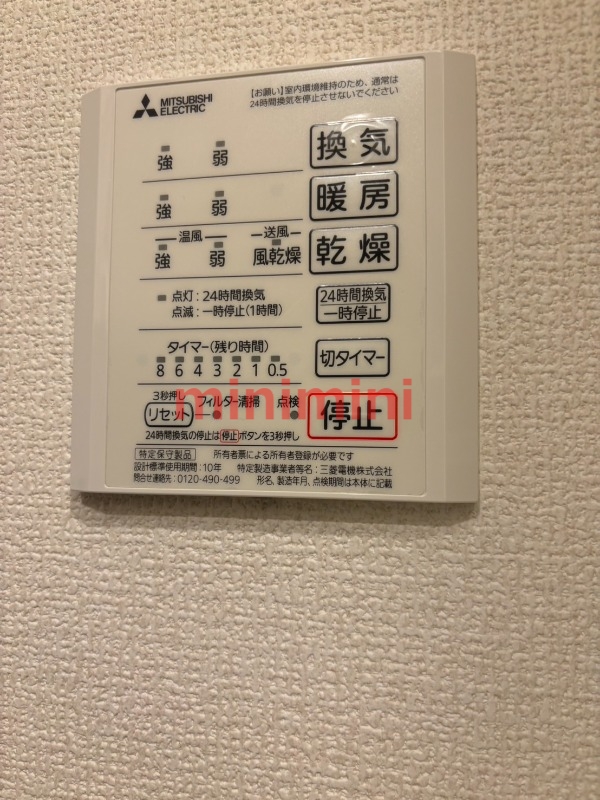 MITSUBISHI
ELECTRIC
【お願い】室内環境維持のため、通常は
24時間換気を停止させないでください
強 弱 換気
強 弱 暖房
温風 送風
強 弱 風乾燥 乾燥
点灯:24時間換気
点滅:一時停止(1時間)
24時間換気
一時停止
タイマー(残り時間)
8 6 4 3 2 1 0.5
切タイマー
minimini
3秒押し
リセット フィルター清掃 点検
停止
24時間換気の停止は停止ボタンを3秒押し
特定保守製品 所有者票による所有者登録が必要です
設計標準使用期間:10年 特定製造事業者等名:三菱電機株式会社
問合せ連絡先:0120-490-499 形名、製造年月、点検期間は本体に記載